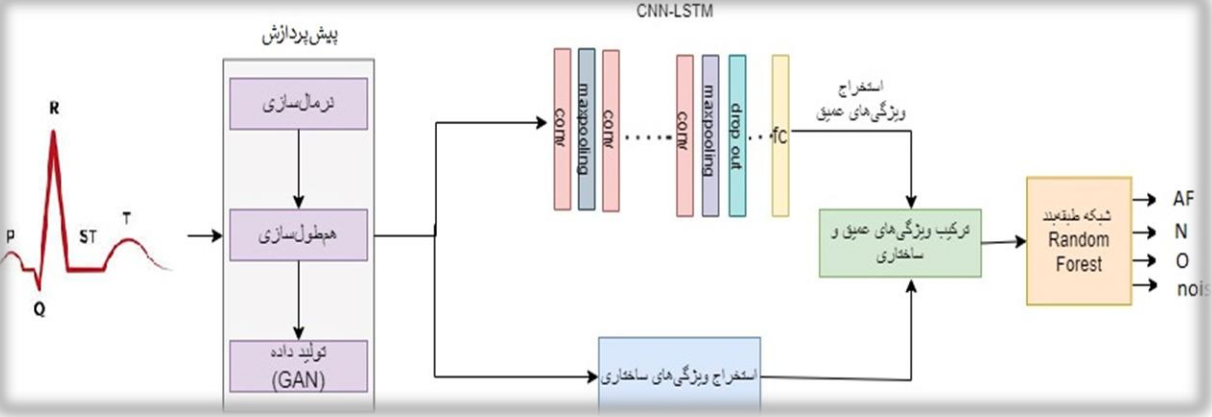 CNN-LSTM
پیش‌پردازش
نرمال‌سازی
هم‌طول‌سازی
تولید داده
(GAN)
R
P
ST
T
Q
conv
maxpooling
conv
conv
maxpooling
drop out
fc
استخراج
ویژگی‌های عمیق
استخراج ویژگی‌های ساختاری
ترکیب ویژگی‌های عمیق و
ساختاری
شبکه طبقه‌بند
Random
Forest
AF
N
O
nois